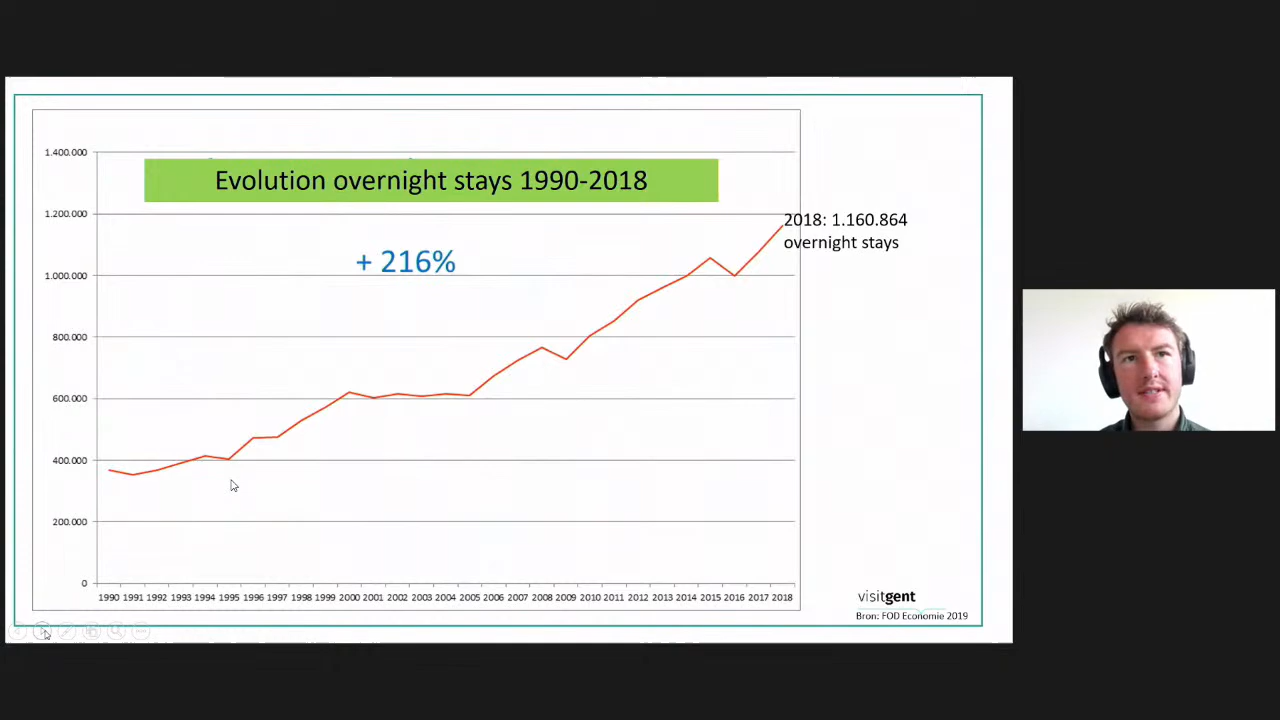 Evolution overnight stays 1990-2018
+ 216%
2018: 1.160.864
overnight stays
1.400.000
1.200.000
1.000.000
800.000
600.000
400.000
200.000
0
1990 1991 1992 1993 1994 1995 1996 1997 1998 1999 2000 2001 2002 2003 2004 2005 2006 2007 2008 2009 2010 2011 2012 2013 2014 2015 2016 2017 2018
visitgent
Bron: FOD Economie 2019